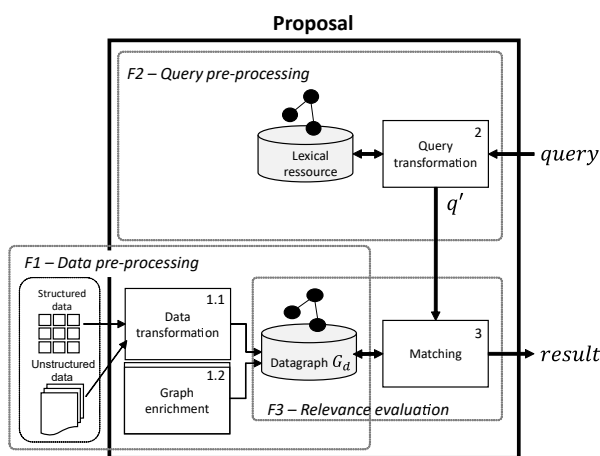 Proposal
F2 – Query pre-processing
Lexical
ressource
2
Query
transformation
query
q′
F1 – Data pre-processing
Structured
data
Unstructured
data
1.1
Data
transformation
1.2
Graph
enrichment
Datagraph G_d
3
Matching
result
F3 – Relevance evaluation